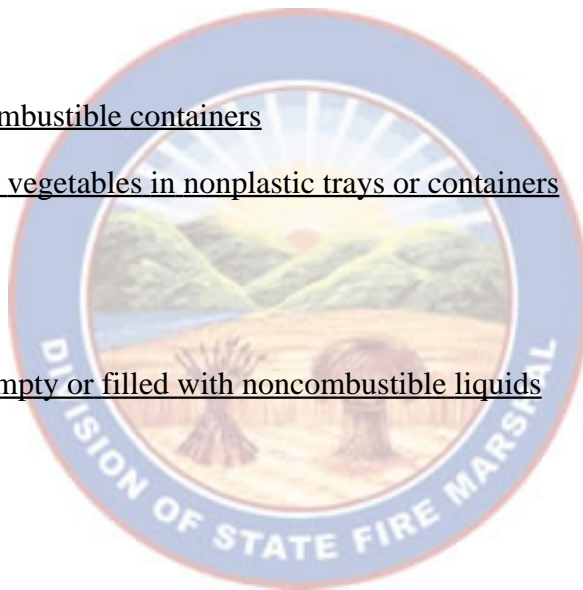 mbustible containers
vegetables in nonplastic trays or containers
mpty or filled with noncombustible liquids
DIVISION OF STATE FIRE MARSHAL